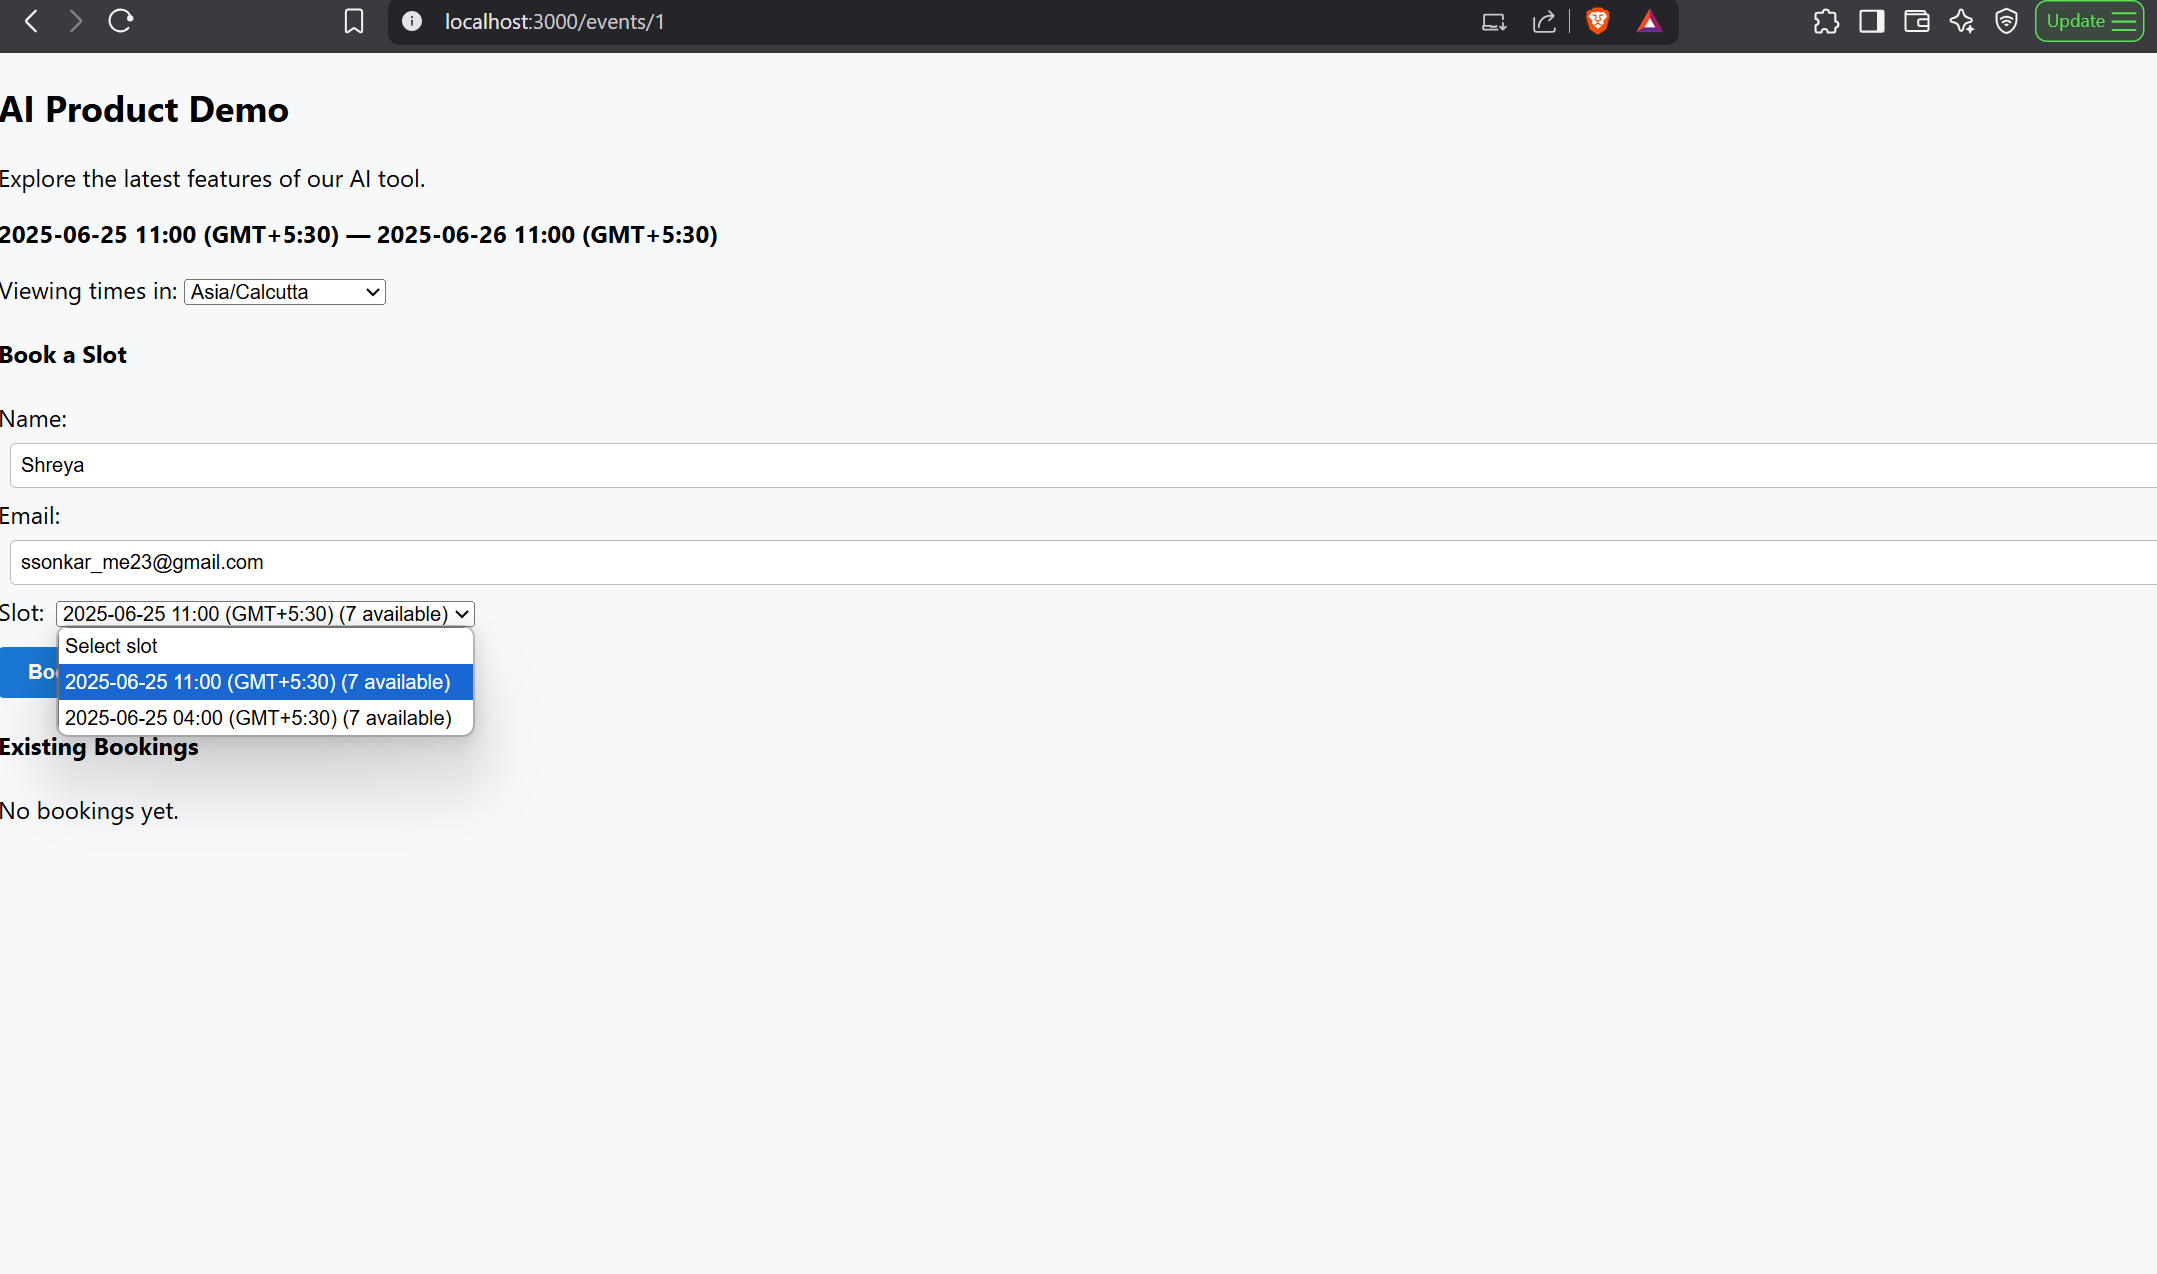 localhost:3000/events/1
Update
AI Product Demo
Explore the latest features of our AI tool.
2025-06-25 11:00 (GMT+5:30) — 2025-06-26 11:00 (GMT+5:30)
Viewing times in: Asia/Calcutta
Book a Slot
Name:
Shreya
Email:
ssonkar_me23@gmail.com
Slot: 2025-06-25 11:00 (GMT+5:30) (7 available)
Select slot
2025-06-25 11:00 (GMT+5:30) (7 available)
2025-06-25 04:00 (GMT+5:30) (7 available)
Existing Bookings
No bookings yet.